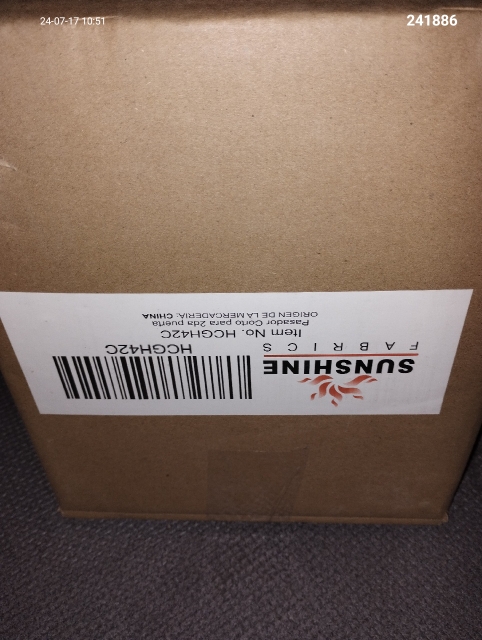 24-07-17 10:51
241886
SUNSHINE
FABRICS
HCGH42C
Item No. HCGH42C
Pasador Corto para 2da puerta
ORIGEN DE LA MERCADERIA: CHINA